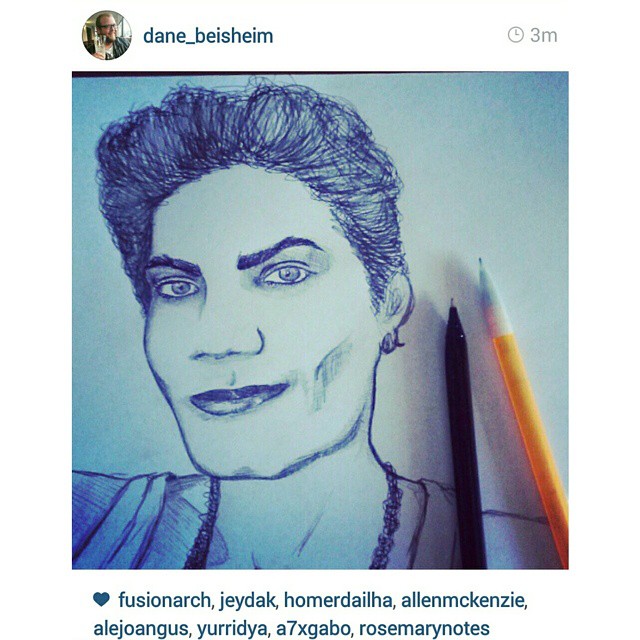 dane_beisheim
3m
fusionarch, jeydak, homerdailha, allenmckenzie,
alejoangus, yurridya, a7xgabo, rosemarynotes